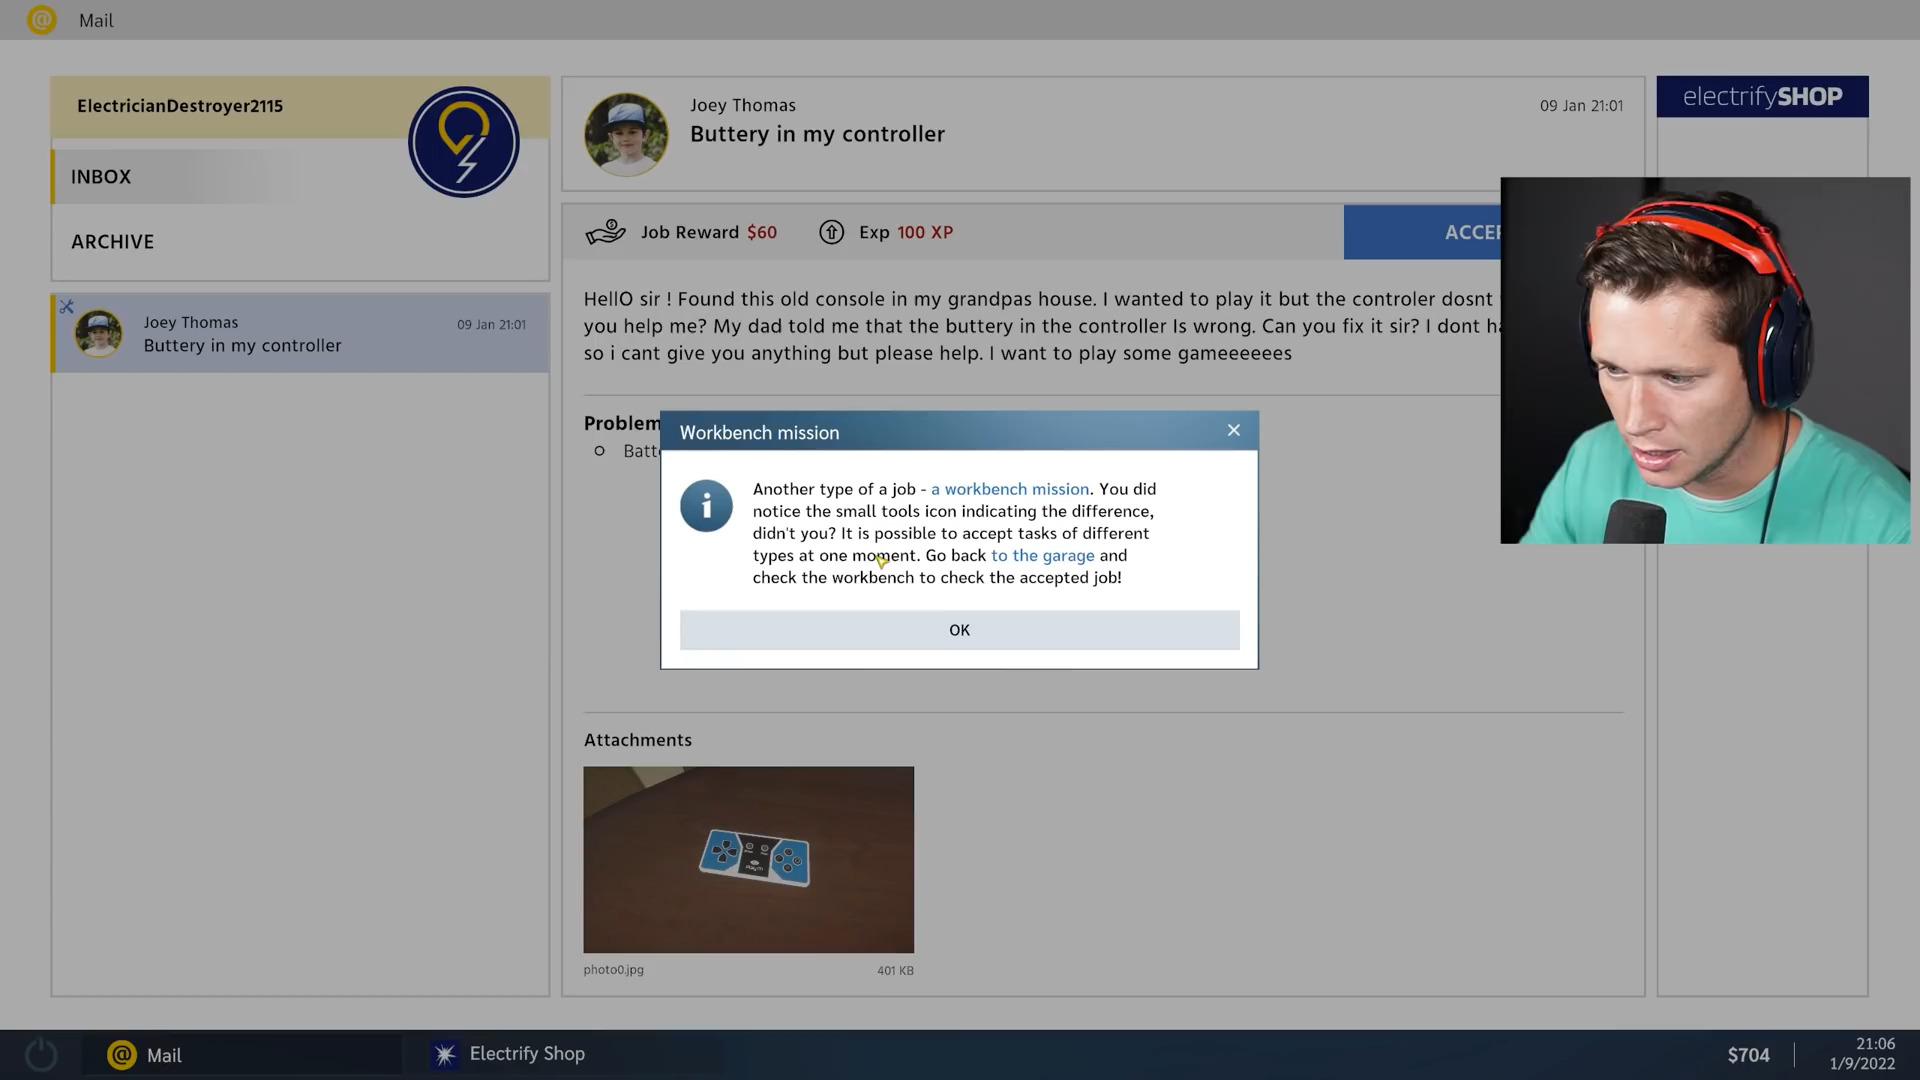 Mail
ElectricianDestroyer2115
INBOX
ARCHIVE
Joey Thomas
09 Jan 21:01
Buttery in my controller
Joey Thomas
09 Jan 21:01
Buttery in my controller
electrifySHOP
Job Reward $60
Exp 100 XP
HellO sir ! Found this old console in my grandpas house. I wanted to play it but the controler dosnt
you help me? My dad told me that the buttery in the controller Is wrong. Can you fix it sir? I dont
so i cant give you anything but please help. I want to play some gameeeeees
Workbench mission
Another type of a job - a workbench mission. You did
notice the small tools icon indicating the difference,
didn't you? It is possible to accept tasks of different
types at one moment. Go back to the garage and
check the workbench to check the accepted job!
OK
Attachments
photo0.jpg
401 KB
Mail
Electrify Shop
$704
21:06
1/9/2022